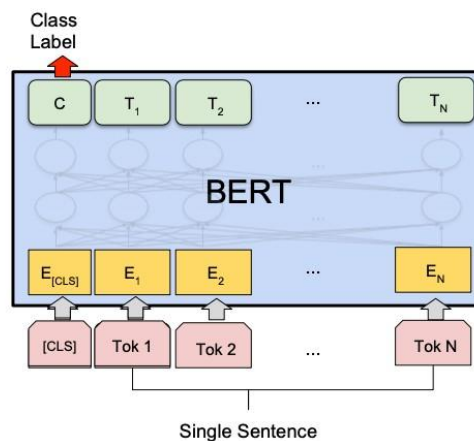 Class
Label
C T1 T2 ... TN
BERT
E[CLS] E1 E2 ... EN
[CLS] Tok 1 Tok 2 ... Tok N
Single Sentence